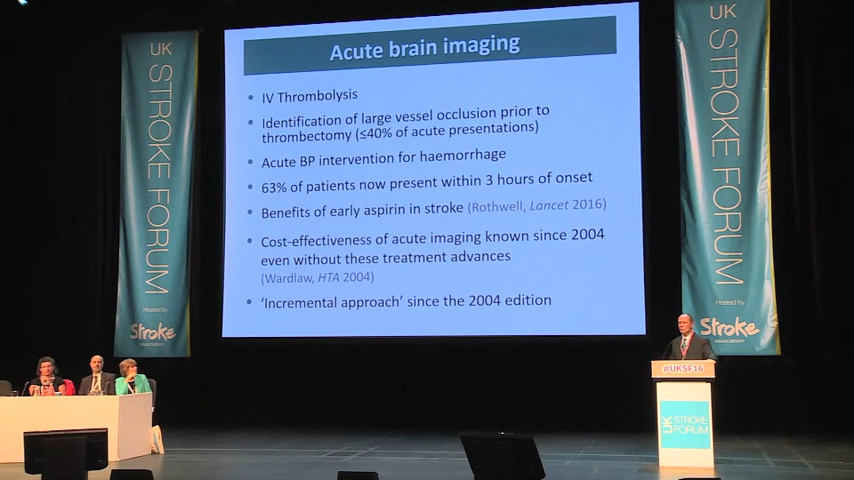 UK STROKE FORUM
Hosted by
Stroke
association
Acute brain imaging
• IV Thrombolysis
• Identification of large vessel occlusion prior to
thrombectomy (≤40% of acute presentations)
• Acute BP intervention for haemorrhage
• 63% of patients now present within 3 hours of onset
• Benefits of early aspirin in stroke (Rothwell, Lancet 2016)
• Cost-effectiveness of acute imaging known since 2004
even without these treatment advances
(Wardlaw, HTA 2004)
• ‘Incremental approach’ since the 2004 edition
UK STROKE FORUM
Hosted by
Stroke
association
#UKSF16
UK STROKE
FORUM